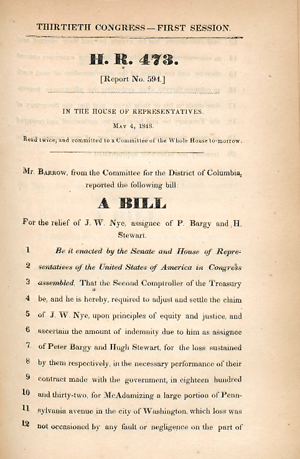 THIRTIETH CONGRESS—FIRST SESSION.
H. R. 473.
[Report No. 594.]
IN THE HOUSE OF REPRESENTATIVES.
MAY 4, 1848.
Read twice, and committed to a Committee of the Whole House to-morrow.
Mr. BARROW, from the Committee for the District of Columbia,
reported the following bill:
A BILL
For the relief of J. W. Nye, assignee of P. Bargy and H.
Stewart.
1 Be it enacted by the Senate and House of Repre-
2 sentatives of the United States of America in Congress
3 assembled, That the Second Comptroller of the Treasury
4 be, and he is hereby, required to adjust and settle the claim
5 of J. W. Nye, upon principles of equity and justice, and
6 ascertain the amount of indemnity due to him as assignee
7 of Peter Bargy and Hugh Stewart, for the loss sustained
8 by them respectively, in the necessary performance of their
9 contract made with the government, in eighteen hundred
10 and thirty-two, for McAdamizing a large portion of Penn-
11 sylvania avenue in the city of Washington, which loss was
12 not occasioned by any fault or negligence on the part of